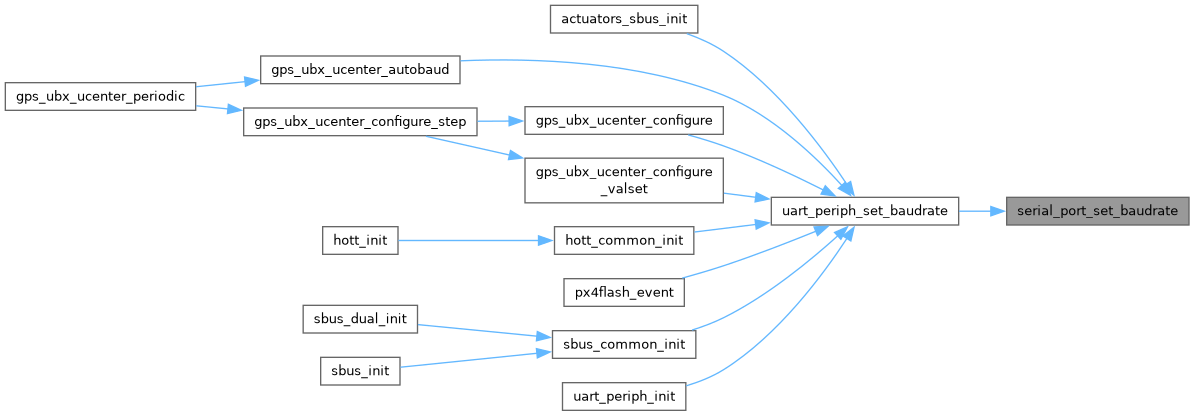 actuators_sbus_init
gps_ubx_ucenter_autobaud
gps_ubx_ucenter_periodic
gps_ubx_ucenter_configure_step
gps_ubx_ucenter_configure
gps_ubx_ucenter_configure
_valset
uart_periph_set_baudrate
serial_port_set_baudrate
hott_init
hott_common_init
px4flash_event
sbus_dual_init
sbus_common_init
sbus_init
uart_periph_init